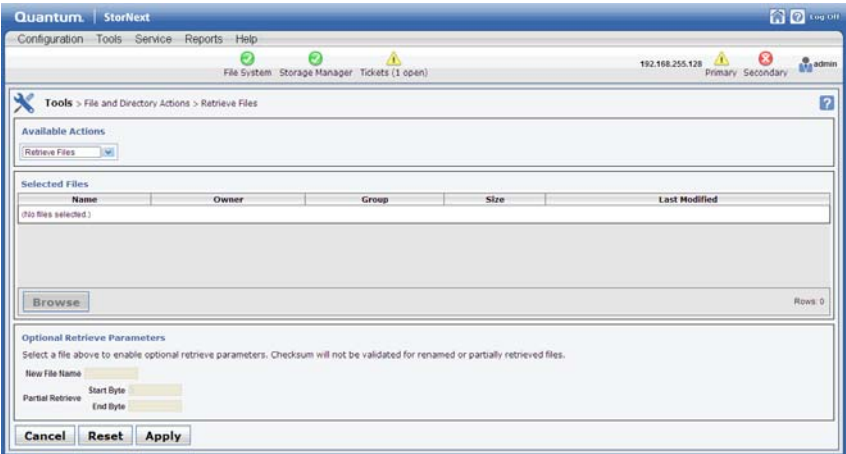 Quantum. StorNext Log Off
Configuration Tools Service Reports Help
File System Storage Manager Tickets (1 open) 192.168.255.128 Primary Secondary admin
Tools > File and Directory Actions > Retrieve Files
Available Actions
Retrieve Files
Selected Files
Name Owner Group Size Last Modified
(No files selected.)
Browse Rows: 0
Optional Retrieve Parameters
Select a file above to enable optional retrieve parameters. Checksum will not be validated for renamed or partially retrieved files.
New File Name
Partial Retrieve Start Byte
End Byte
Cancel Reset Apply